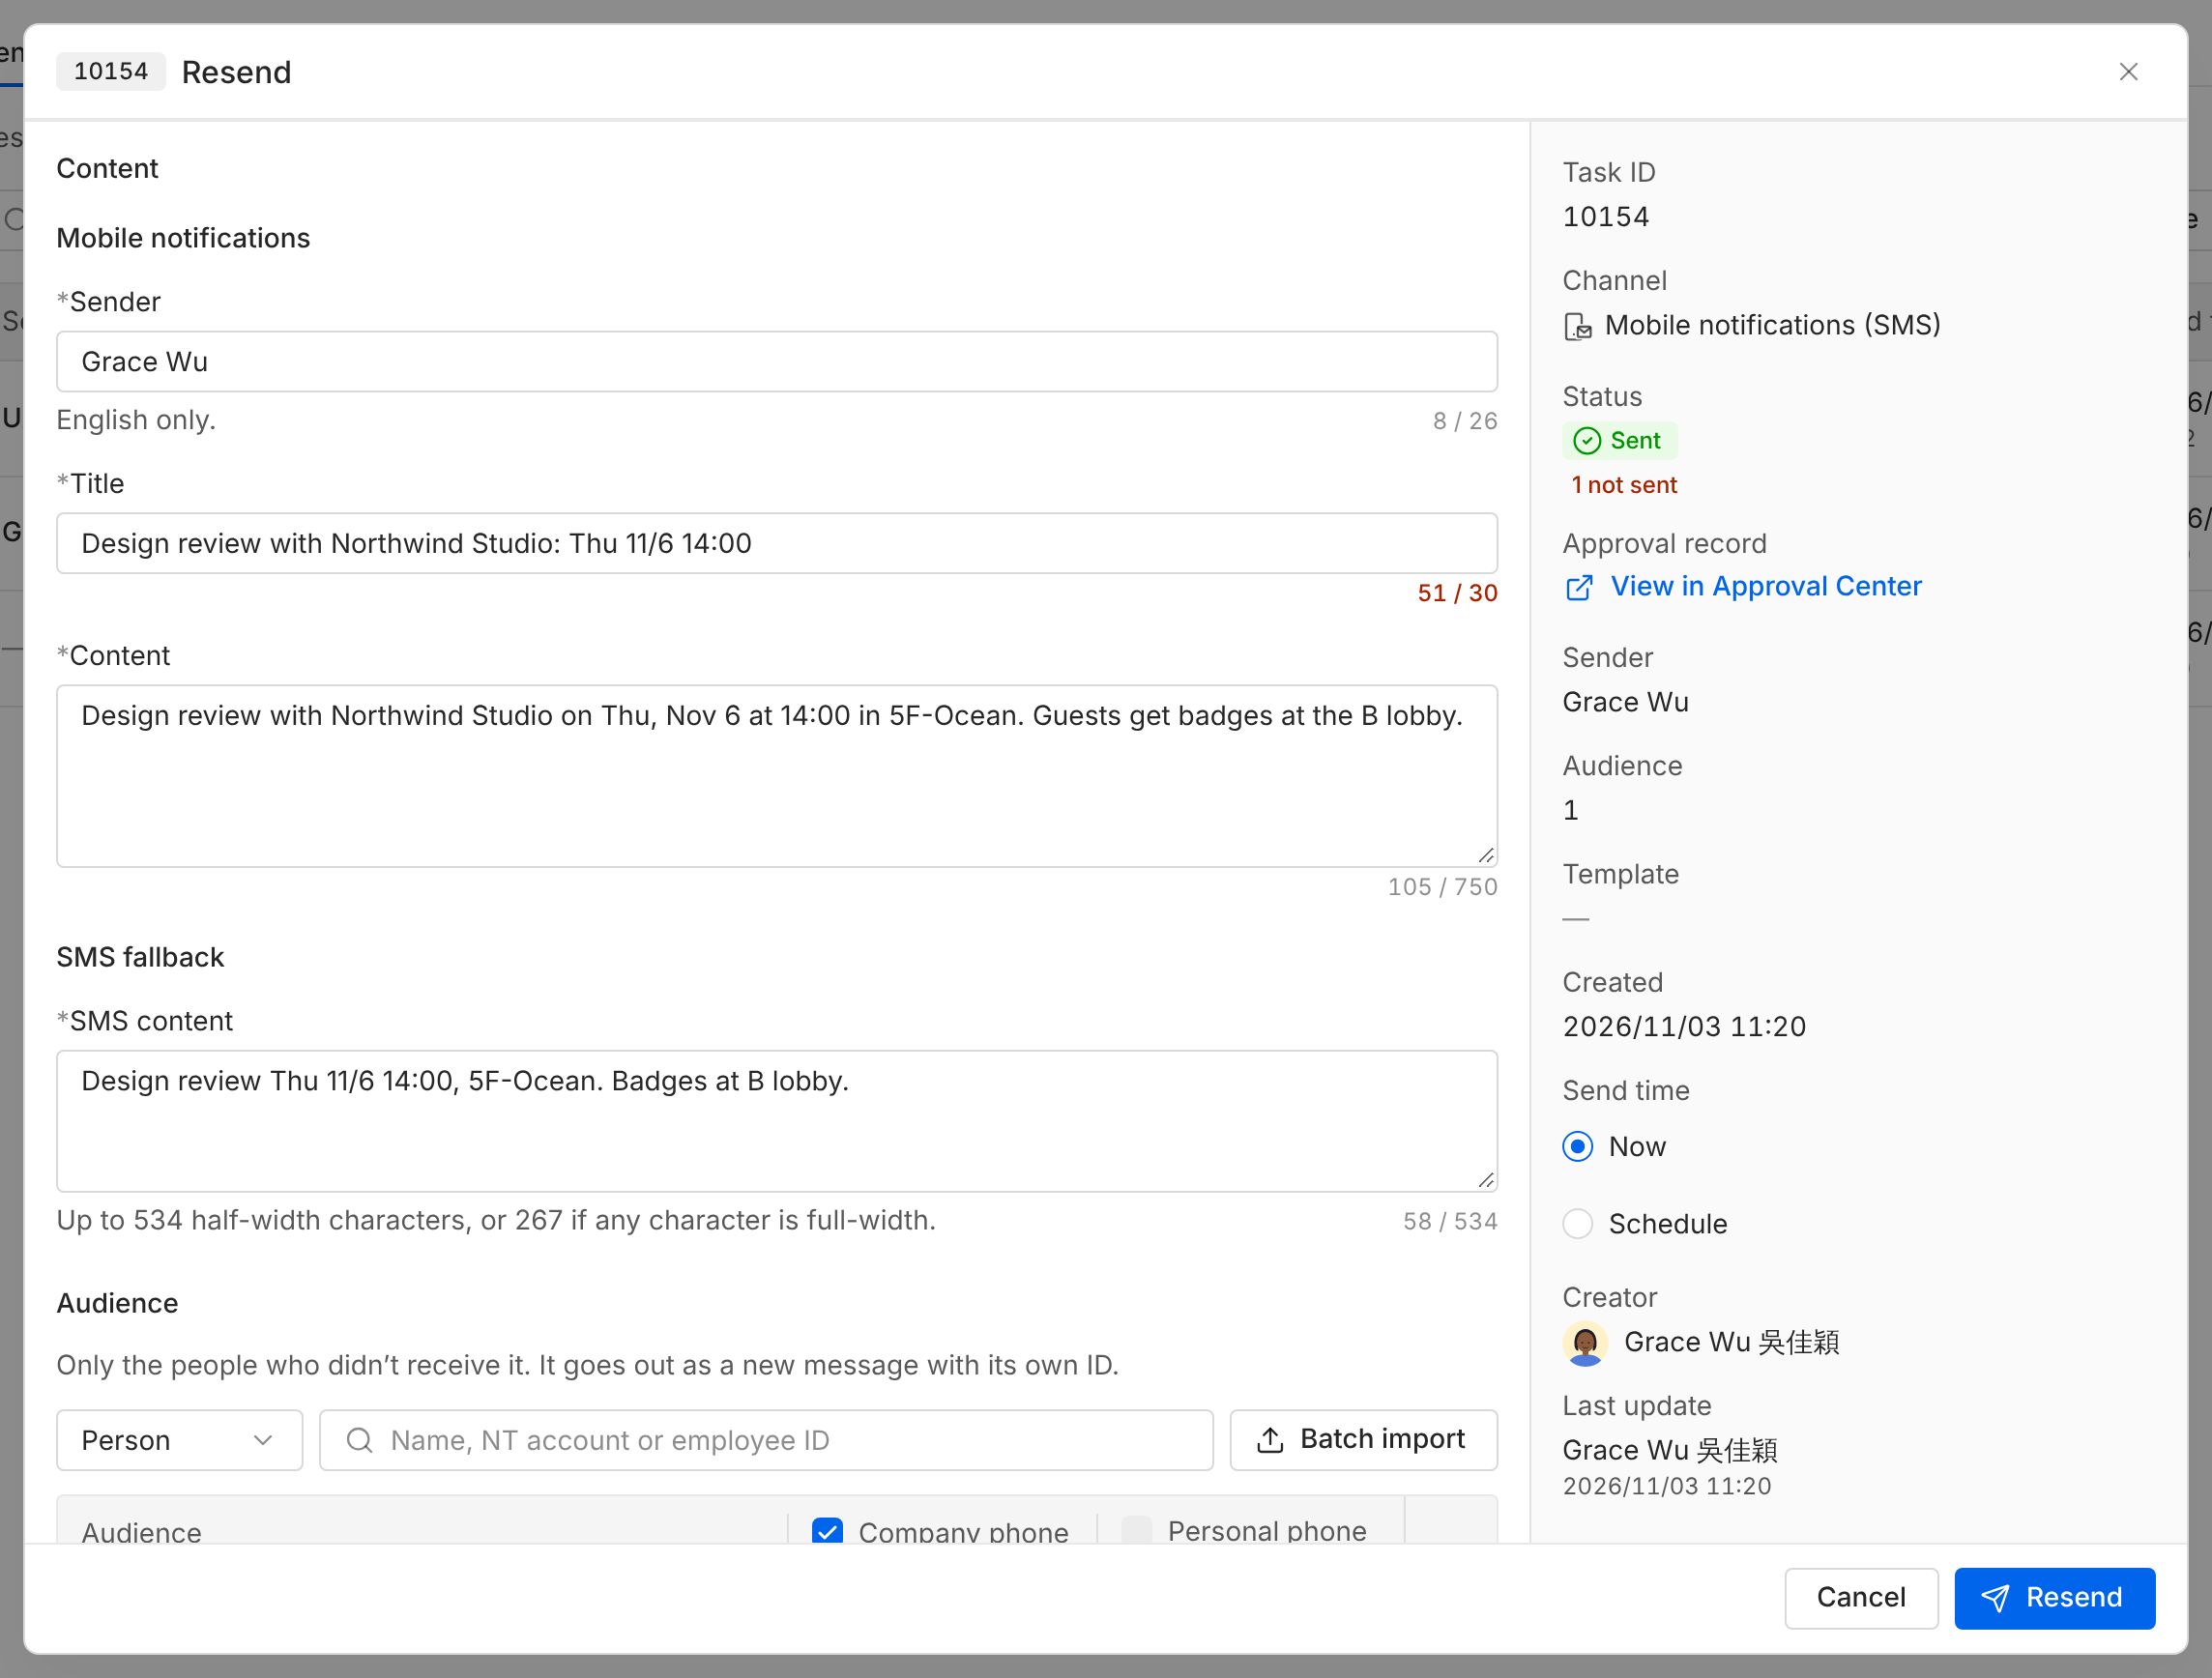 10154 Resend
Content
Mobile notifications
*Sender
Grace Wu
English only.
8 / 26
*Title
Design review with Northwind Studio: Thu 11/6 14:00
51 / 30
*Content
Design review with Northwind Studio on Thu, Nov 6 at 14:00 in 5F-Ocean. Guests get badges at the B lobby.
105 / 750
SMS fallback
*SMS content
Design review Thu 11/6 14:00, 5F-Ocean. Badges at B lobby.
Up to 534 half-width characters, or 267 if any character is full-width.
58 / 534
Audience
Only the people who didn’t receive it. It goes out as a new message with its own ID.
Person
Name, NT account or employee ID
Batch import
Audience
Company phone
Personal phone
Task ID
10154
Channel
Mobile notifications (SMS)
Status
Sent
1 not sent
Approval record
View in Approval Center
Sender
Grace Wu
Audience
1
Template
—
Created
2026/11/03 11:20
Send time
Now
Schedule
Creator
Grace Wu 吳佳穎
Last update
Grace Wu 吳佳穎
2026/11/03 11:20
Cancel
Resend